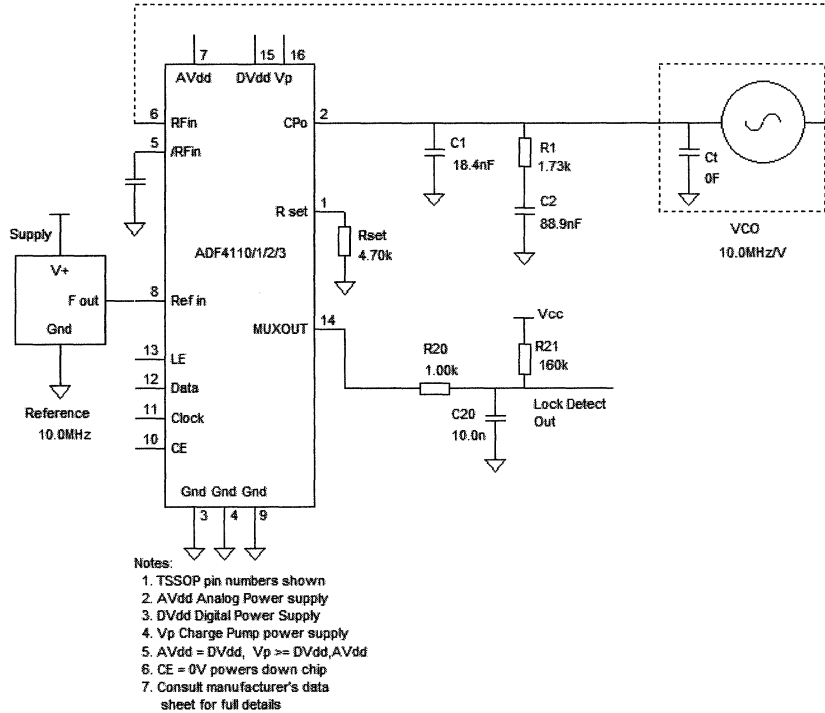 7
15
16
AVdd
DVdd Vp
6
RFin
CPo
2
5
/RFin
C1
18.4nF
R1
1.73k
Ct
0F
C2
88.9nF
VCO
10.0MHz/V
R set
1
Rset
4.70k
Supply
ADF4110/1/2/3
V+
F out
Gnd
8
Ref in
MUXOUT
14
Vcc
R20
1.00k
R21
160k
13
LE
12
Data
11
Clock
10
CE
C20
10.0n
Lock Detect
Out
Reference
10.0MHz
Gnd Gnd Gnd
3
4
9
Notes:
1. TSSOP pin numbers shown
2. AVdd Analog Power supply
3. DVdd Digital Power Supply
4. Vp Charge Pump power supply
5. AVdd = DVdd, Vp >= DVdd,AVdd
6. CE = 0V powers down chip
7. Consult manufacturer's data
sheet for full details